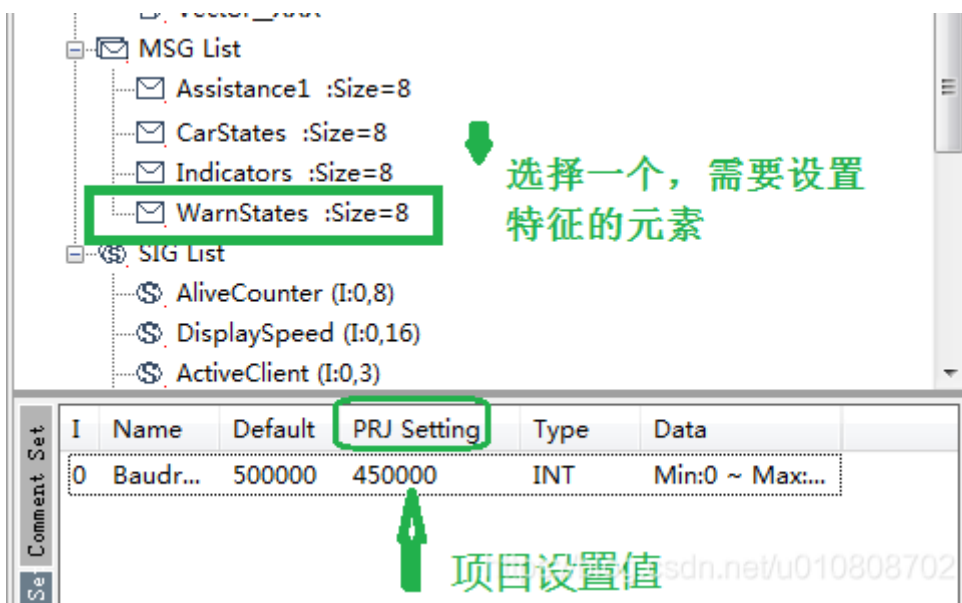 MSG List
Assistance1 :Size=8
CarStates :Size=8
Indicators :Size=8
WarnStates :Size=8
选择一个，需要设置
特征的元素
SIG List
AliveCounter (I:0,8)
DisplaySpeed (I:0,16)
ActiveClient (I:0,3)
Comment Set
I Name Default PRJ Setting Type Data
0 Baudr... 500000 450000 INT Min:0 ~ Max:...
项目设置值
csdn.net/u010808702